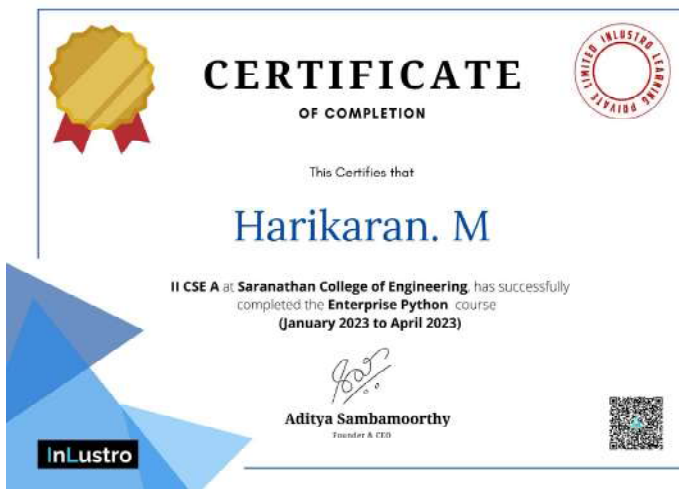 CERTIFICATE
INLUSTRO LEARNING PRIVATE LIMITED
OF COMPLETION
This Certifies that
Harikaran. M
II CSE A at Saranathan College of Engineering, has successfully
completed the Enterprise Python course
(January 2023 to April 2023)
Aditya Sambamoorthy
Founder & CEO
InLustro